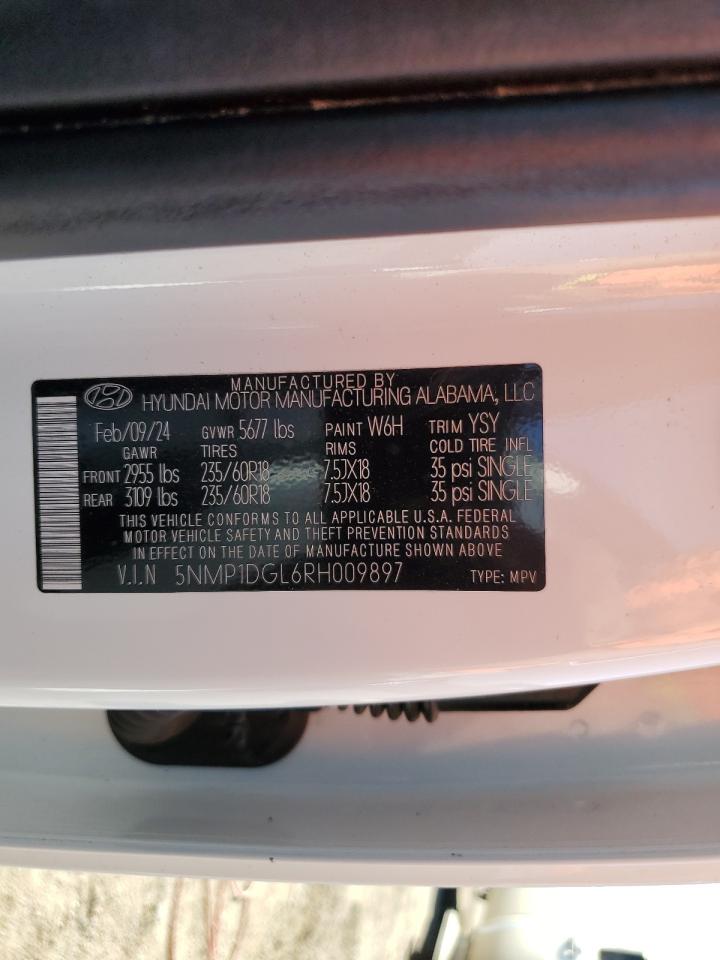 MANUFACTURED BY
HYUNDAI MOTOR MANUFACTURING ALABAMA, LLC
Feb/09/24 GVWR 5677 lbs PAINT W6H TRIM YSY
GAWR TIRES RIMS COLD TIRE INFL
FRONT 2955 lbs 235/60R18 7.5JX18 35 psi SINGLE
REAR 3109 lbs 235/60R18 7.5JX18 35 psi SINGLE
THIS VEHICLE CONFORMS TO ALL APPLICABLE U.S.A. FEDERAL
MOTOR VEHICLE SAFETY AND THEFT PREVENTION STANDARDS
IN EFFECT ON THE DATE OF MANUFACTURE SHOWN ABOVE
V.I.N 5NMP1DGL6RH009897 TYPE: MPV